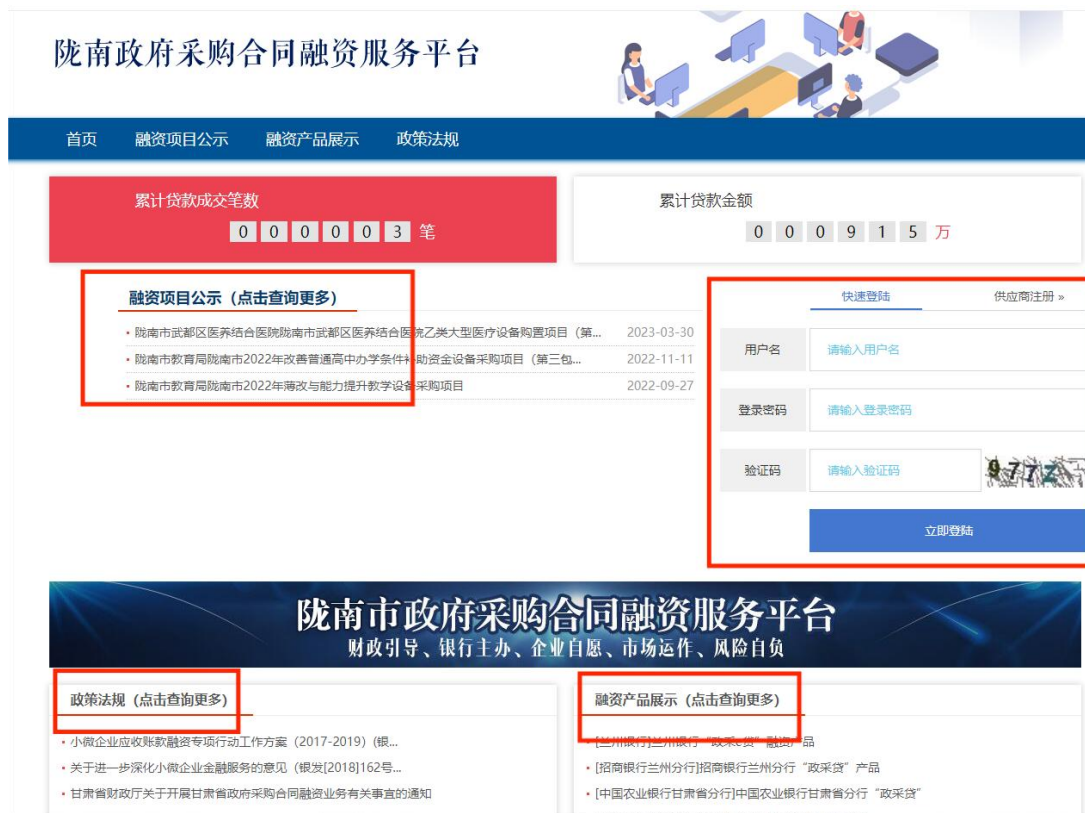 陇南政府采购合同融资服务平台
首页 融资项目公示 融资产品展示 政策法规
累计贷款成交笔数
0 0 0 0 0 3 笔
累计贷款金额
0 0 0 9 1 5 万
融资项目公示（点击查询更多）
• 陇南市武都区医养结合医院陇南市武都区医养结合医院乙类大型医疗设备购置项目（第... 2023-03-30
• 陇南市教育局陇南市2022年改善普通高中办学条件补助资金设备采购项目（第三包... 2022-11-11
• 陇南市教育局陇南市2022年薄改与能力提升教学设备采购项目 2022-09-27
快速登陆 供应商注册 »
用户名 请输入用户名
登录密码 请输入登录密码
验证码 请输入验证码 977Z
立即登陆
陇南市政府采购合同融资服务平台
财政引导、银行主办、企业自愿、市场运作、风险自负
政策法规（点击查询更多）
• 小微企业应收账款融资专项行动工作方案（2017-2019）(银...
• 关于进一步深化小微企业金融服务的意见（银发[2018]162号...
• 甘肃省财政厅关于开展甘肃省政府采购合同融资业务有关事宜的通知
融资产品展示（点击查询更多）
• [兰州银行]兰州银行“政采e贷”融资产品
• [招商银行兰州分行]招商银行兰州分行“政采贷”产品
• [中国农业银行甘肃省分行]中国农业银行甘肃省分行“政采贷”